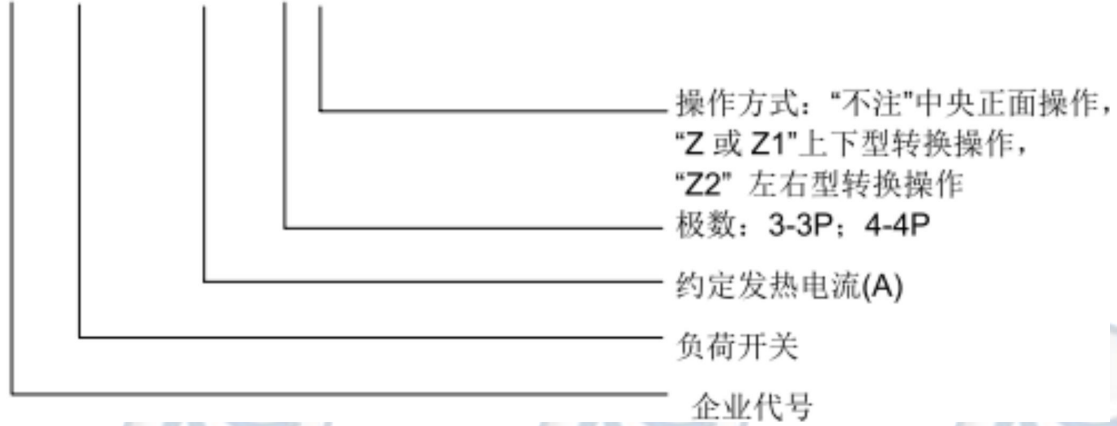 操作方式：“不注”中央正面操作，
“Z 或 Z1”上下型转换操作，
“Z2” 左右型转换操作
极数：3-3P；4-4P
约定发热电流(A)
负荷开关
企业代号